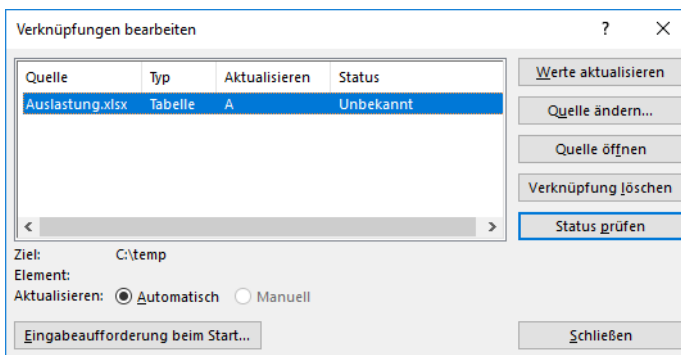 Verknüpfungen bearbeiten
?
Quelle Typ Aktualisieren Status
Auslastung.xlsx Tabelle A Unbekannt
Werte aktualisieren
Quelle ändern...
Quelle öffnen
Verknüpfung löschen
Status prüfen
Ziel: C:\temp
Element:
Aktualisieren: Automatisch Manuell
Eingabeaufforderung beim Start...
Schließen